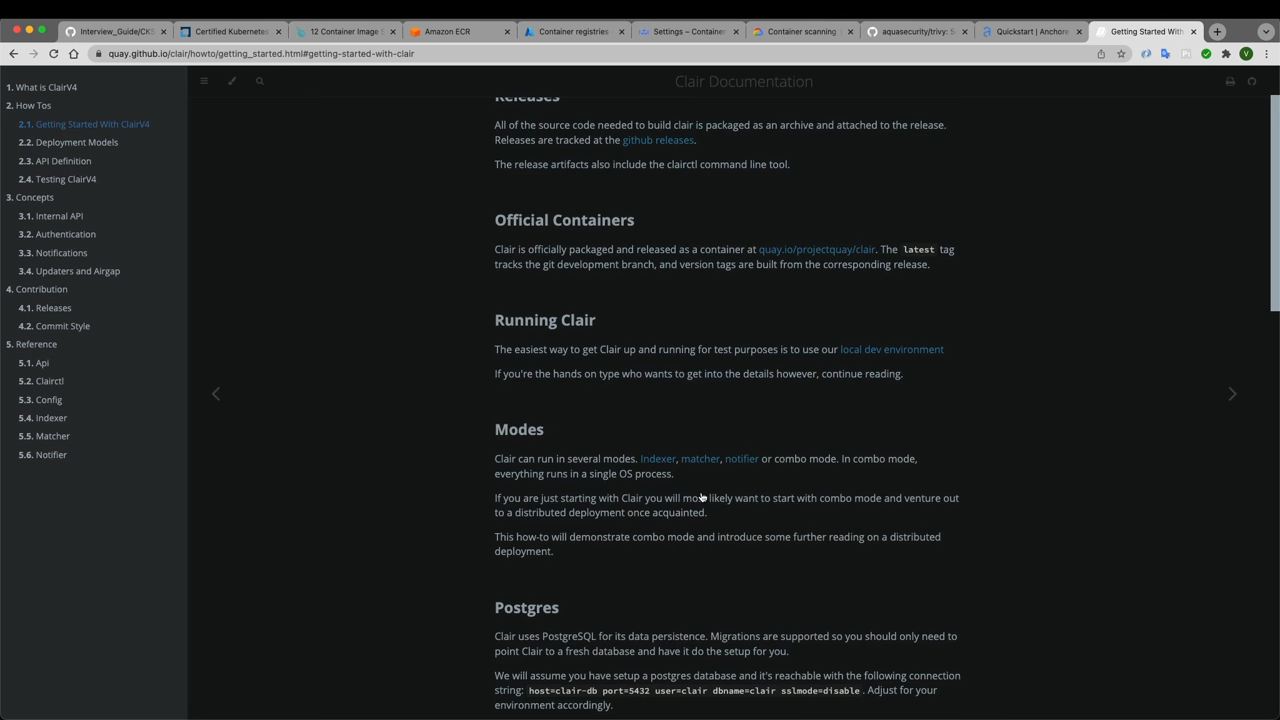 Interview_Guide/CKS
Certified Kubernetes
12 Container Image S
Amazon ECR
Container registries
Settings – Container
Container scanning
aquasecurity/trivy: S
Quickstart | Anchore
Getting Started With
quay.github.io/clair/howto/getting_started.html#getting-started-with-clair
V
1. What is ClairV4
2. How Tos
2.1. Getting Started With ClairV4
2.2. Deployment Models
2.3. API Definition
2.4. Testing ClairV4
3. Concepts
3.1. Internal API
3.2. Authentication
3.3. Notifications
3.4. Updaters and Airgap
4. Contribution
4.1. Releases
4.2. Commit Style
5. Reference
5.1. Api
5.2. Clairctl
5.3. Config
5.4. Indexer
5.5. Matcher
5.6. Notifier
Clair Documentation
Releases
All of the source code needed to build clair is packaged as an archive and attached to the release.
Releases are tracked at the github releases.
The release artifacts also include the clairctl command line tool.
Official Containers
Clair is officially packaged and released as a container at quay.io/projectquay/clair. The latest tag
tracks the git development branch, and version tags are built from the corresponding release.
Running Clair
The easiest way to get Clair up and running for test purposes is to use our local dev environment
If you're the hands on type who wants to get into the details however, continue reading.
Modes
Clair can run in several modes. Indexer, matcher, notifier or combo mode. In combo mode,
everything runs in a single OS process.
If you are just starting with Clair you will most likely want to start with combo mode and venture out
to a distributed deployment once acquainted.
This how-to will demonstrate combo mode and introduce some further reading on a distributed
deployment.
Postgres
Clair uses PostgreSQL for its data persistence. Migrations are supported so you should only need to
point Clair to a fresh database and have it do the setup for you.
We will assume you have setup a postgres database and it's reachable with the following connection
string: host=clair-db port=5432 user=clair dbname=clair sslmode=disable. Adjust for your
environment accordingly.